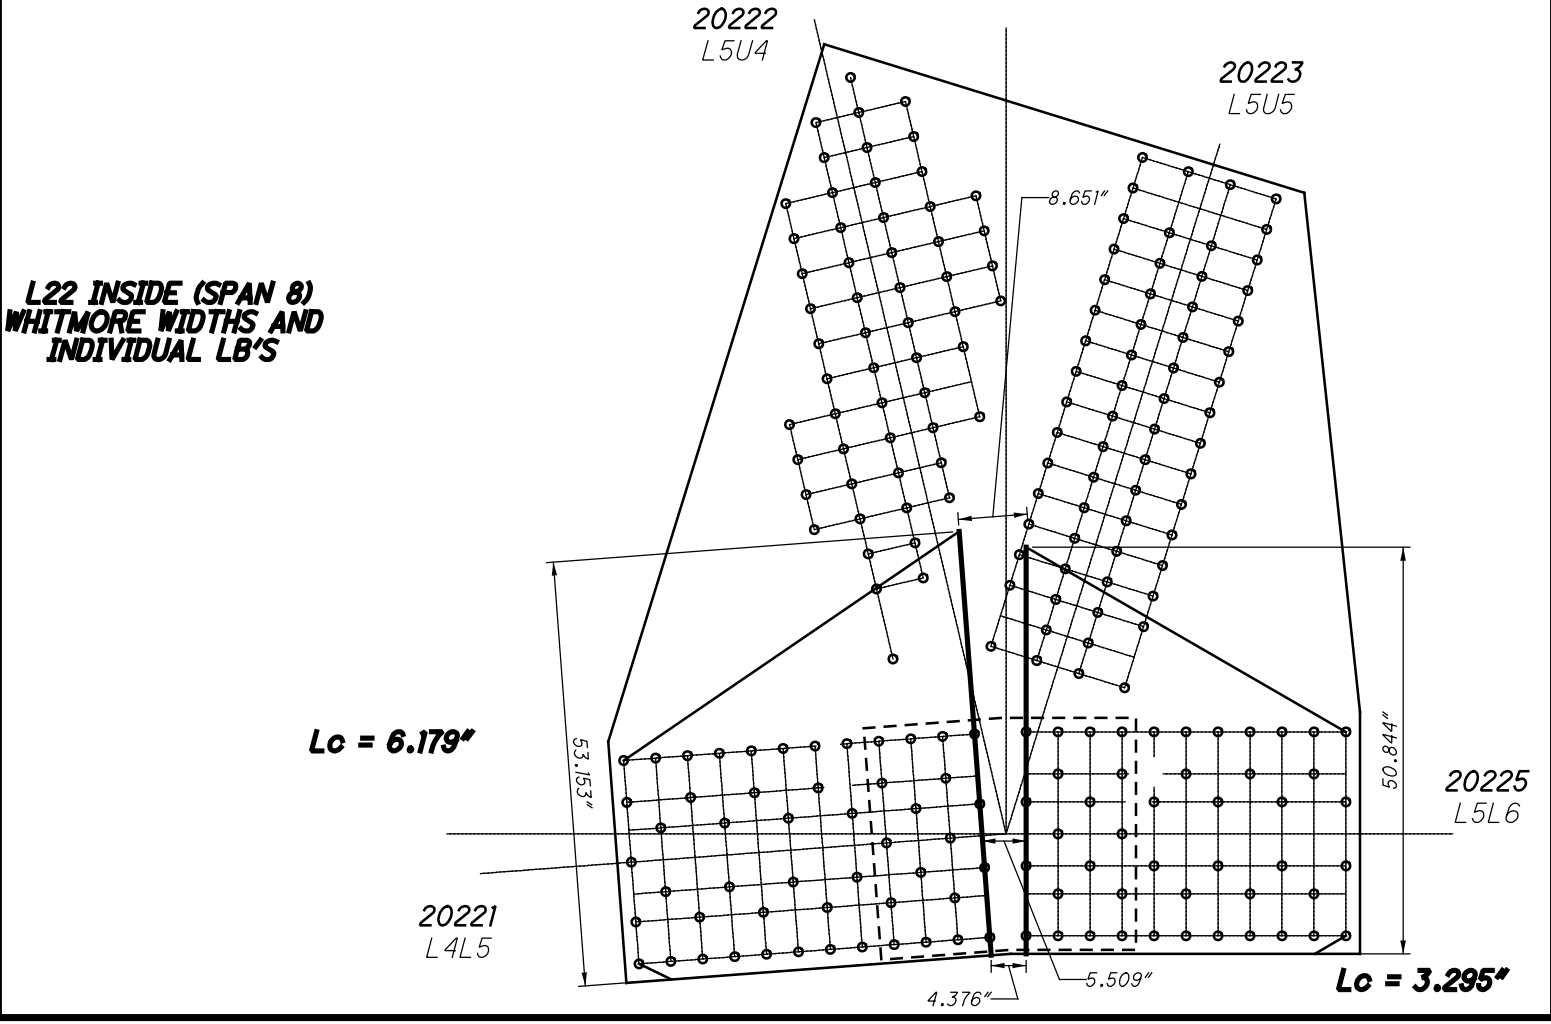 20222
L5U4
20223
L5U5
8.651"
L22 INSIDE (SPAN 8)
WHITMORE WIDTHS AND
INDIVIDUAL LB'S
Lc = 6.179"
53.153"
50.844"
20225
L5L6
20221
L4L5
5.509"
4.376"
Lc = 3.295"